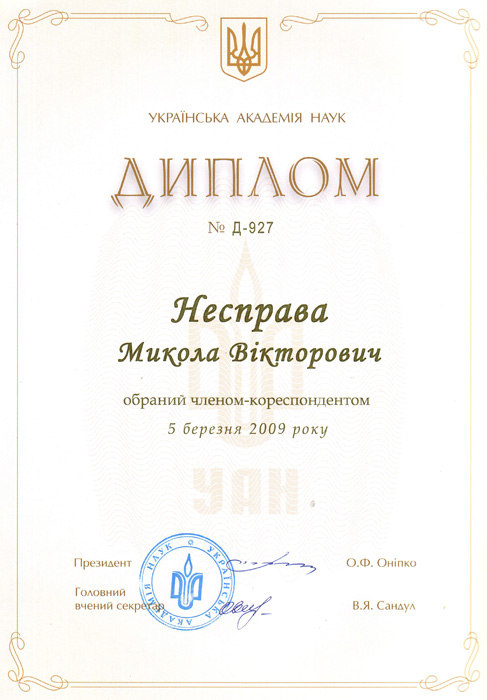 УКРАЇНСЬКА АКАДЕМІЯ НАУК
ДИПЛОМ
№ Д-927
Несправа
Микола Вікторович
обраний членом-кореспондентом
5 березня 2009 року
УАН
Президент
О.Ф. Оніпко
Головний
вчений секретар
В.Я. Сандул
УКРАЇНСЬКА АКАДЕМІЯ НАУК